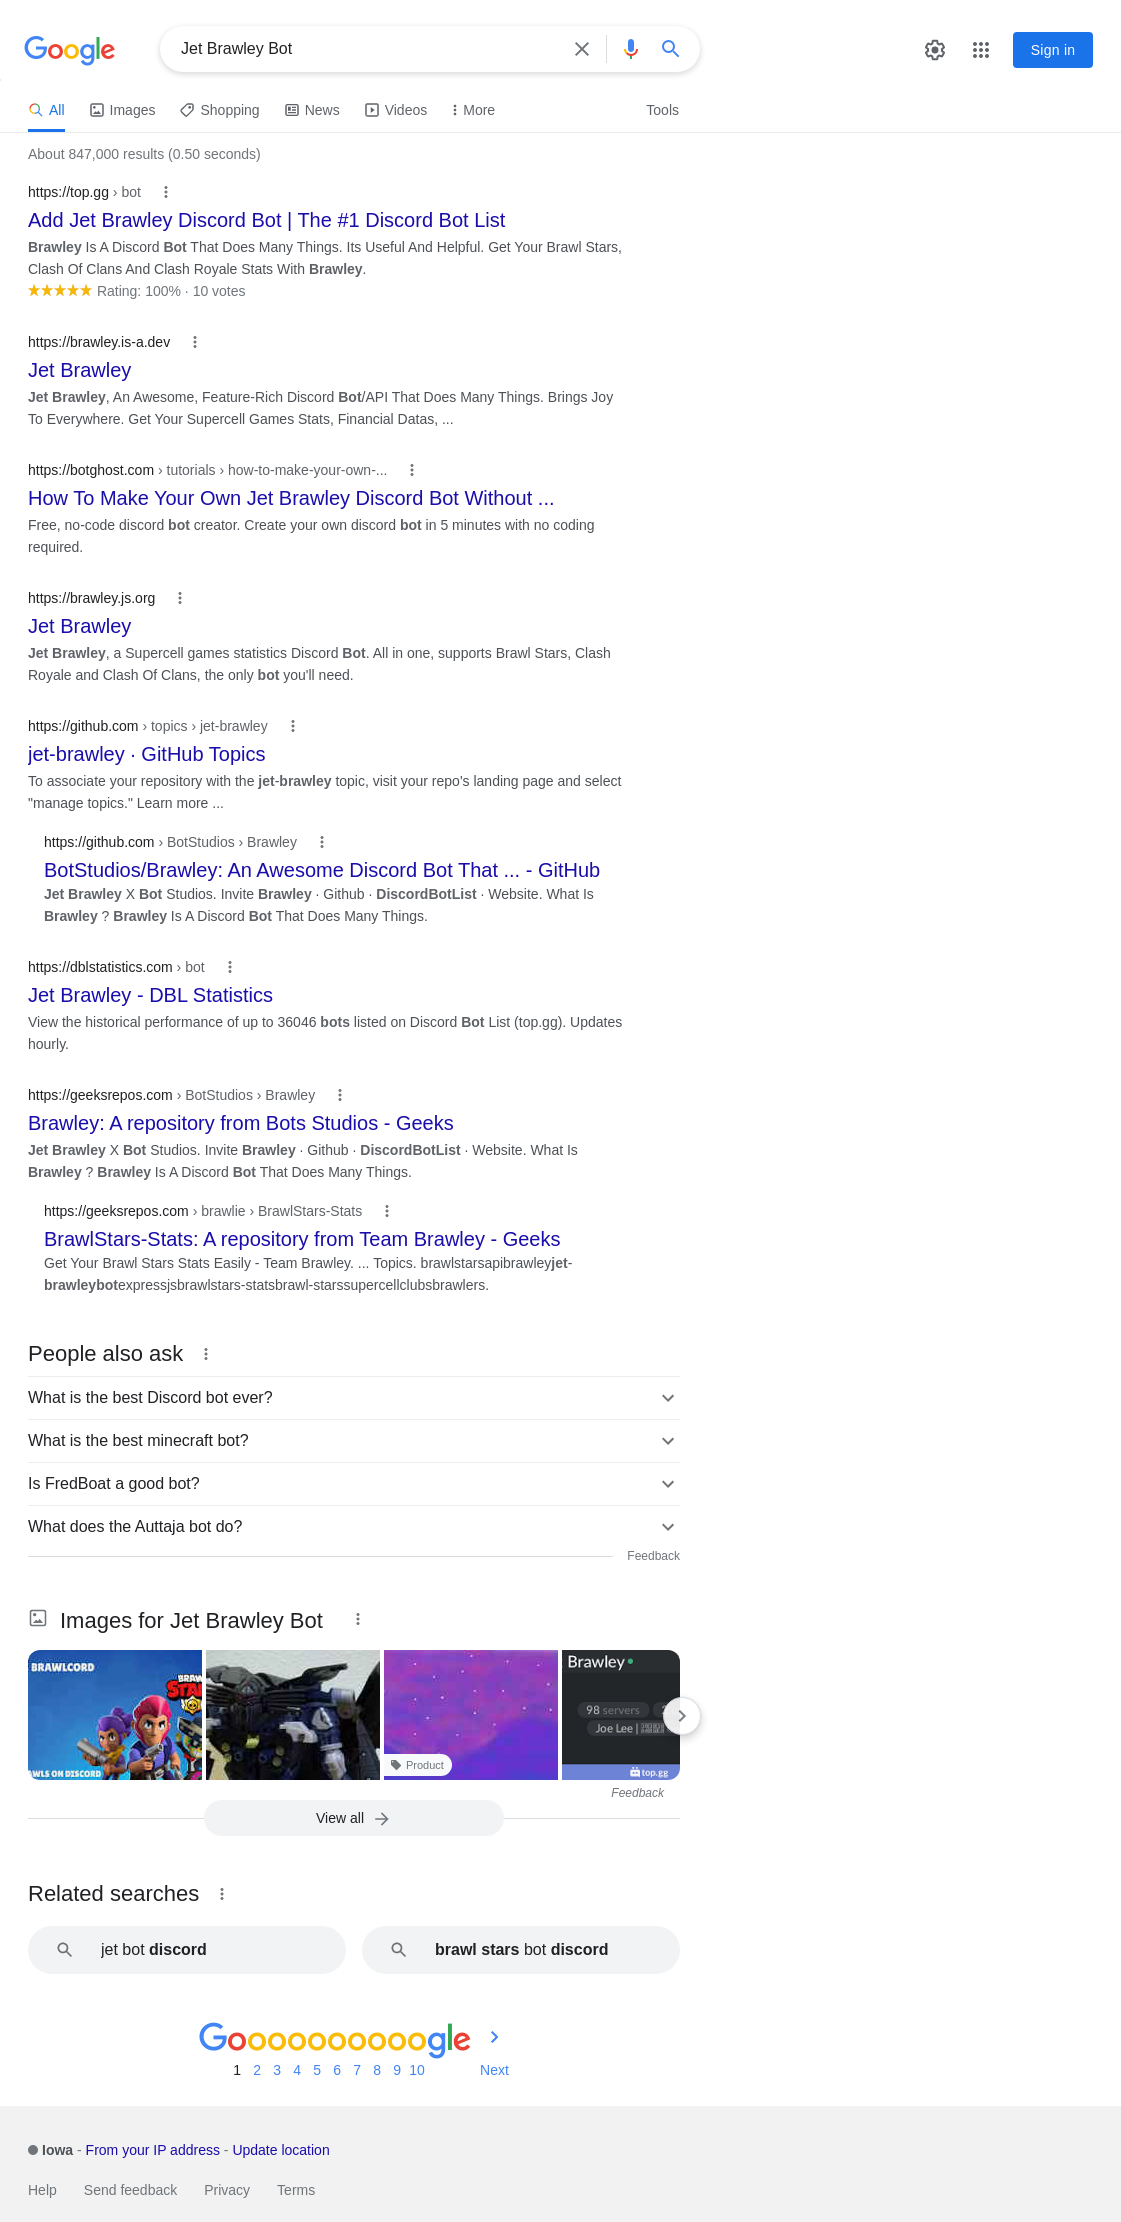 Google
Jet Brawley Bot
Sign in
All Images Shopping News Videos More Tools
About 847,000 results (0.50 seconds)
https://top.gg › bot
Add Jet Brawley Discord Bot | The #1 Discord Bot List
Brawley Is A Discord Bot That Does Many Things. Its Useful And Helpful. Get Your Brawl Stars,
Clash Of Clans And Clash Royale Stats With Brawley.
Rating: 100% · 10 votes
https://brawley.is-a.dev
Jet Brawley
Jet Brawley, An Awesome, Feature-Rich Discord Bot/API That Does Many Things. Brings Joy
To Everywhere. Get Your Supercell Games Stats, Financial Datas, ...
https://botghost.com › tutorials › how-to-make-your-own-...
How To Make Your Own Jet Brawley Discord Bot Without ...
Free, no-code discord bot creator. Create your own discord bot in 5 minutes with no coding
required.
https://brawley.js.org
Jet Brawley
Jet Brawley, a Supercell games statistics Discord Bot. All in one, supports Brawl Stars, Clash
Royale and Clash Of Clans, the only bot you'll need.
https://github.com › topics › jet-brawley
jet-brawley · GitHub Topics
To associate your repository with the jet-brawley topic, visit your repo's landing page and select
"manage topics." Learn more ...
https://github.com › BotStudios › Brawley
BotStudios/Brawley: An Awesome Discord Bot That ... - GitHub
Jet Brawley X Bot Studios. Invite Brawley · Github · DiscordBotList · Website. What Is
Brawley ? Brawley Is A Discord Bot That Does Many Things.
https://dblstatistics.com › bot
Jet Brawley - DBL Statistics
View the historical performance of up to 36046 bots listed on Discord Bot List (top.gg). Updates
hourly.
https://geeksrepos.com › BotStudios › Brawley
Brawley: A repository from Bots Studios - Geeks
Jet Brawley X Bot Studios. Invite Brawley · Github · DiscordBotList · Website. What Is
Brawley ? Brawley Is A Discord Bot That Does Many Things.
https://geeksrepos.com › brawlie › BrawlStars-Stats
BrawlStars-Stats: A repository from Team Brawley - Geeks
Get Your Brawl Stars Stats Easily - Team Brawley. ... Topics. brawlstarsapibrawleyjet-
brawleybotexpressjsbrawlstars-statsbrawl-starssupercellclubsbrawlers.
People also ask
What is the best Discord bot ever?
What is the best minecraft bot?
Is FredBoat a good bot?
What does the Auttaja bot do?
Feedback
Images for Jet Brawley Bot
BRAWLCORD
BRAW
STA
AWLS ON DISCORD
Product
Brawley
98 servers
Joe Lee |
top.gg
Feedback
View all
Related searches
jet bot discord
brawl stars bot discord
Goooooooooogle
1 2 3 4 5 6 7 8 9 10 Next
Iowa - From your IP address - Update location
Help Send feedback Privacy Terms